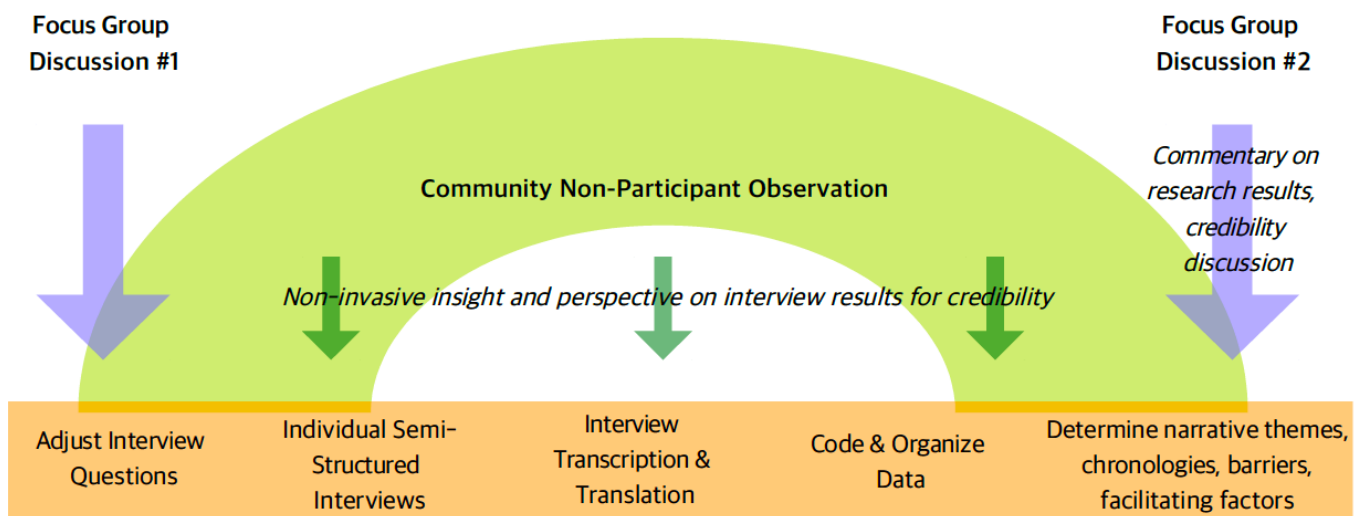 Focus Group
Discussion #1
Focus Group
Discussion #2
Commentary on
research results,
credibility
discussion
Community Non-Participant Observation
Non-invasive insight and perspective on interview results for credibility
Adjust Interview
Questions
Individual Semi-
Structured
Interviews
Interview
Transcription &
Translation
Code & Organize
Data
Determine narrative themes,
chronologies, barriers,
facilitating factors